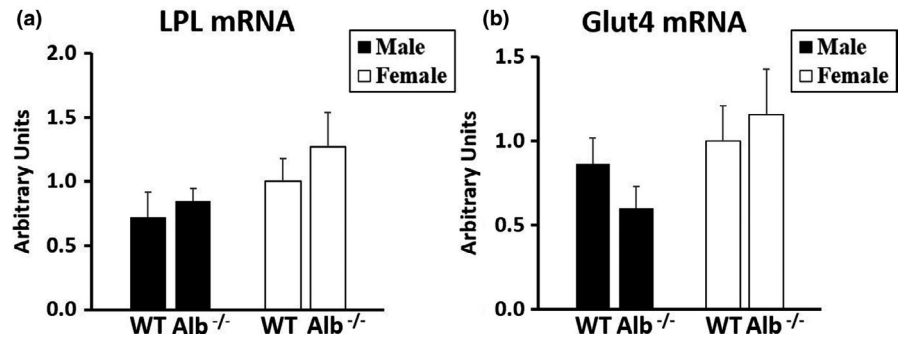 (a) LPL mRNA
Male
Female
2.0
1.5
1.0
0.5
0.0
Arbitrary Units
WT Alb -/- WT Alb -/-
(b) Glut4 mRNA
Male
Female
1.5
1.0
0.5
0.0
Arbitrary Units
WT Alb -/- WT Alb -/-